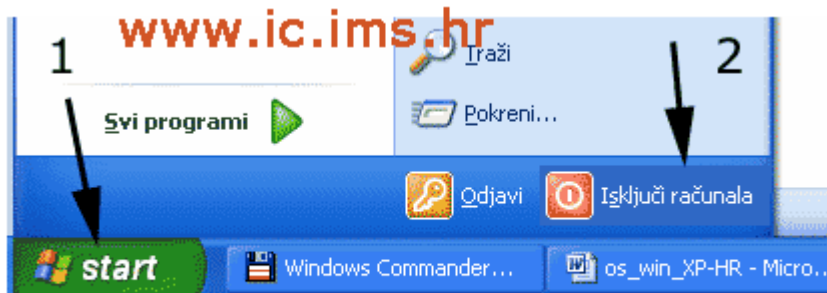 www.ic.ims.hr
1
Traži
2
Svi programi
Pokreni...
Odjavi
Isključi računala
start
Windows Commander...
os_win_XP-HR - Micro...